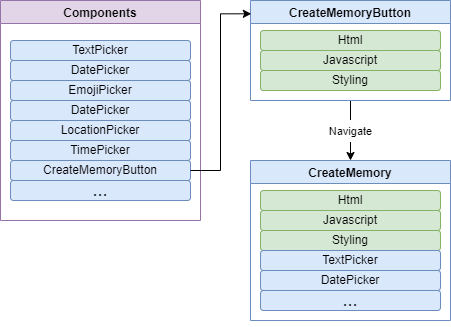 Components
TextPicker
DatePicker
EmojiPicker
DatePicker
LocationPicker
TimePicker
CreateMemoryButton
...
CreateMemoryButton
Html
Javascript
Styling
Navigate
CreateMemory
Html
Javascript
Styling
TextPicker
DatePicker
...